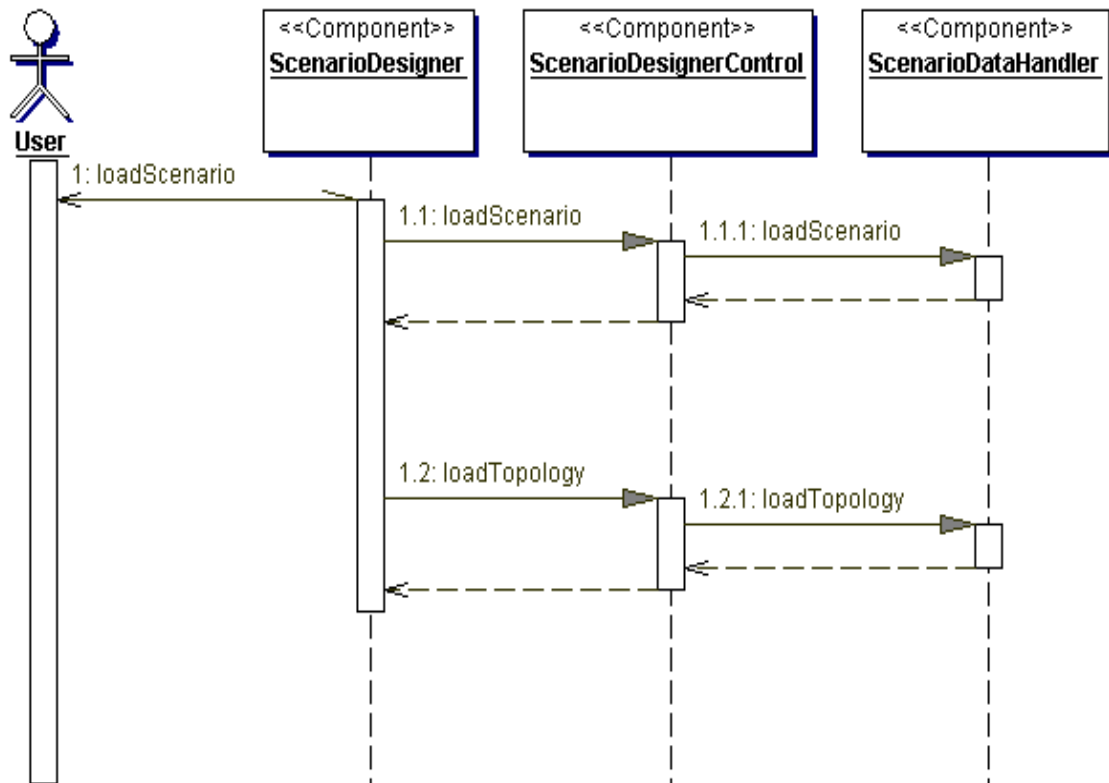 <<Component>>
ScenarioDesigner
<<Component>>
ScenarioDesignerControl
<<Component>>
ScenarioDataHandler
User
1: loadScenario
1.1: loadScenario
1.1.1: loadScenario
1.2: loadTopology
1.2.1: loadTopology